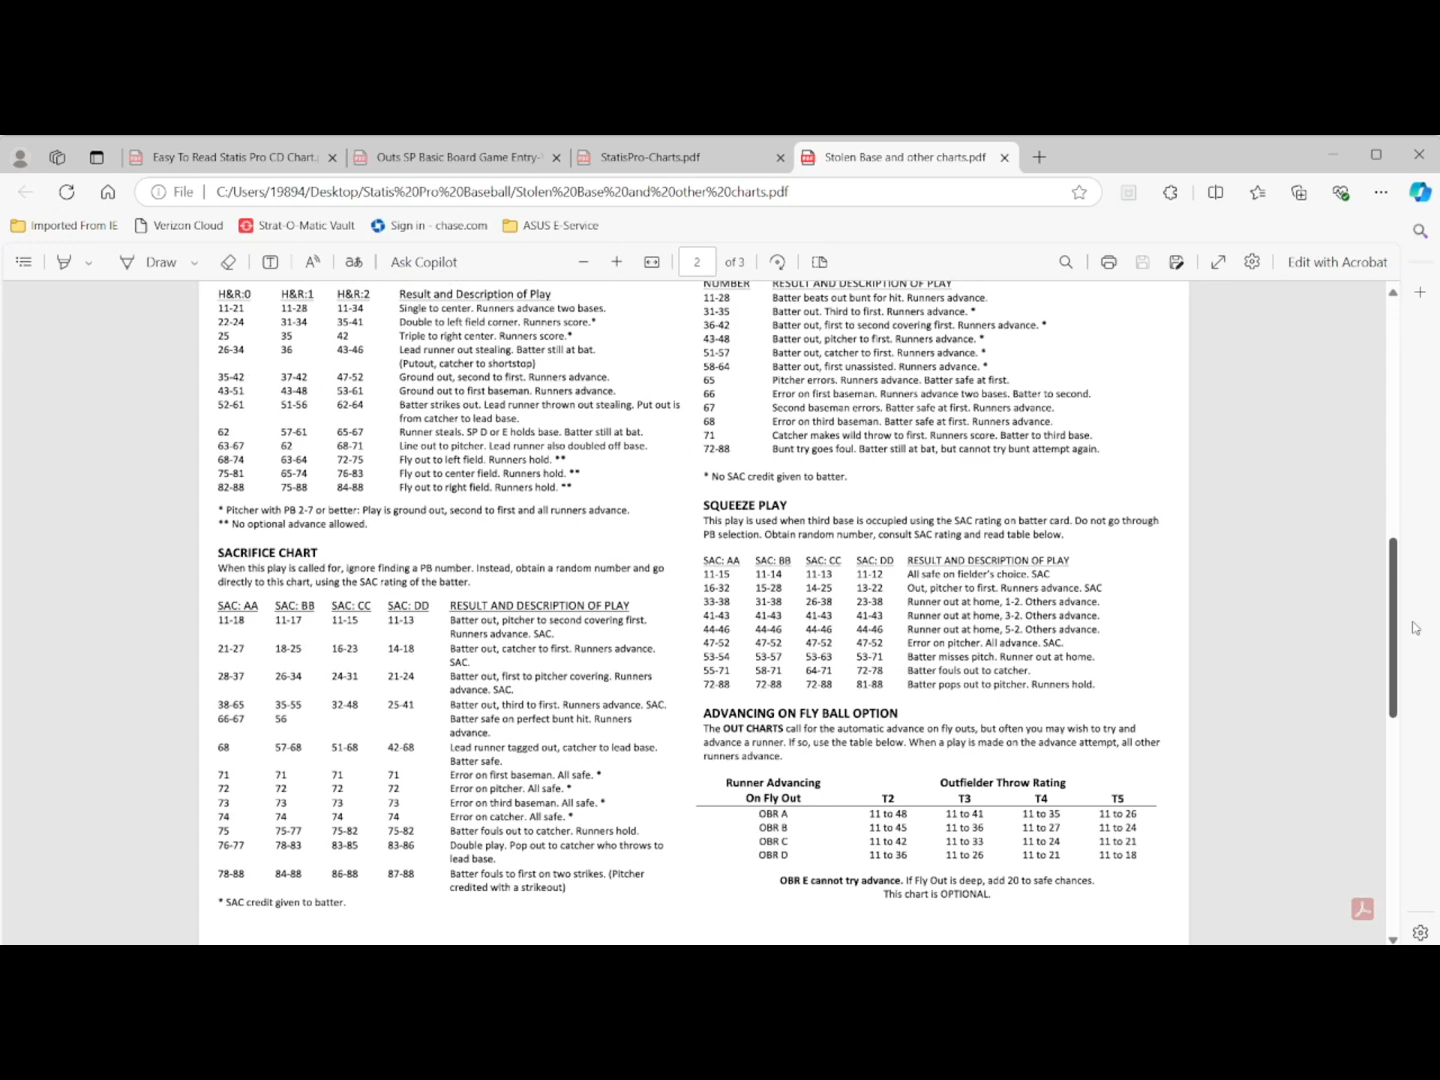 Easy To Read Statis Pro CD Chart.
Outs SP Basic Board Game Entry-
StatisPro-Charts.pdf
Stolen Base and other charts.pdf
File
C:/Users/19894/Desktop/Statis%20Pro%20Baseball/Stolen%20Base%20and%20other%20charts.pdf
Imported From IE
Verizon Cloud
Strat-O-Matic Vault
Sign in - chase.com
ASUS E-Service
Draw
Ask Copilot
2 of 3
Edit with Acrobat
H&R:0 H&R:1 H&R:2 Result and Description of Play
11-21 11-28 11-34 Single to center. Runners advance two bases.
22-24 31-34 35-41 Double to left field corner. Runners score.*
25 35 42 Triple to right center. Runners score.*
26-34 36 43-46 Lead runner out stealing. Batter still at bat.
(Putout, catcher to shortstop)
35-42 37-42 47-52 Ground out, second to first. Runners advance.
43-51 43-48 53-61 Ground out to first baseman. Runners advance.
52-61 51-56 62-64 Batter strikes out. Lead runner thrown out stealing. Put out is
from catcher to lead base.
62 57-61 65-67 Runner steals. SP D or E holds base. Batter still at bat.
63-67 62 68-71 Line out to pitcher. Lead runner also doubled off base.
68-74 63-64 72-75 Fly out to left field. Runners hold. **
75-81 65-74 76-83 Fly out to center field. Runners hold. **
82-88 75-88 84-88 Fly out to right field. Runners hold. **
* Pitcher with PB 2-7 or better: Play is ground out, second to first and all runners advance.
** No optional advance allowed.
SACRIFICE CHART
When this play is called for, ignore finding a PB number. Instead, obtain a random number and go
directly to this chart, using the SAC rating of the batter.
SAC: AA SAC: BB SAC: CC SAC: DD RESULT AND DESCRIPTION OF PLAY
11-18 11-17 11-15 11-13 Batter out, pitcher to second covering first.
Runners advance. SAC.
21-27 18-25 16-23 14-18 Batter out, catcher to first. Runners advance.
SAC.
28-37 26-34 24-31 21-24 Batter out, first to pitcher covering. Runners
advance. SAC.
38-65 35-55 32-48 25-41 Batter out, third to first. Runners advance. SAC.
66-67 56 Batter safe on perfect bunt hit. Runners
advance.
68 57-68 51-68 42-68 Lead runner tagged out, catcher to lead base.
Batter safe.
71 71 71 71 Error on first baseman. All safe. *
72 72 72 72 Error on pitcher. All safe. *
73 73 73 73 Error on third baseman. All safe. *
74 74 74 74 Error on catcher. All safe. *
75 75-77 75-82 75-82 Batter fouls out to catcher. Runners hold.
76-77 78-83 83-85 83-86 Double play. Pop out to catcher who throws to
lead base.
78-88 84-88 86-88 87-88 Batter fouls to first on two strikes. (Pitcher
credited with a strikeout)
* SAC credit given to batter.
NUMBER RESULT AND DESCRIPTION OF PLAY
11-28 Batter beats out bunt for hit. Runners advance.
31-35 Batter out. Third to first. Runners advance. *
36-42 Batter out, first to second covering first. Runners advance. *
43-48 Batter out, pitcher to first. Runners advance. *
51-57 Batter out, catcher to first. Runners advance. *
58-64 Batter out, first unassisted. Runners advance. *
65 Pitcher errors. Runners advance. Batter safe at first.
66 Error on first baseman. Runners advance two bases. Batter to second.
67 Second baseman errors. Batter safe at first. Runners advance.
68 Error on third baseman. Batter safe at first. Runners advance.
71 Catcher makes wild throw to first. Runners score. Batter to third base.
72-88 Bunt try goes foul. Batter still at bat, but cannot try bunt attempt again.
* No SAC credit given to batter.
SQUEEZE PLAY
This play is used when third base is occupied using the SAC rating on batter card. Do not go through
PB selection. Obtain random number, consult SAC rating and read table below.
SAC: AA SAC: BB SAC: CC SAC: DD RESULT AND DESCRIPTION OF PLAY
11-15 11-14 11-13 11-12 All safe on fielder's choice. SAC
16-32 15-28 14-25 13-22 Out, pitcher to first. Runners advance. SAC
33-38 31-38 26-38 23-38 Runner out at home, 1-2. Others advance.
41-43 41-43 41-43 41-43 Runner out at home, 3-2. Others advance.
44-46 44-46 44-46 44-46 Runner out at home, 5-2. Others advance.
47-52 47-52 47-52 47-52 Error on pitcher. All advance. SAC.
53-54 53-57 53-63 53-71 Batter misses pitch. Runner out at home.
55-71 58-71 64-71 72-78 Batter fouls out to catcher.
72-88 72-88 72-88 81-88 Batter pops out to pitcher. Runners hold.
ADVANCING ON FLY BALL OPTION
The OUT CHARTS call for the automatic advance on fly outs, but often you may wish to try and
advance a runner. If so, use the table below. When a play is made on the advance attempt, all other
runners advance.
Runner Advancing Outfielder Throw Rating
On Fly Out T2 T3 T4 T5
OBR A 11 to 48 11 to 41 11 to 35 11 to 26
OBR B 11 to 45 11 to 36 11 to 27 11 to 24
OBR C 11 to 42 11 to 33 11 to 24 11 to 21
OBR D 11 to 36 11 to 26 11 to 21 11 to 18
OBR E cannot try advance. If Fly Out is deep, add 20 to safe chances.
This chart is OPTIONAL.